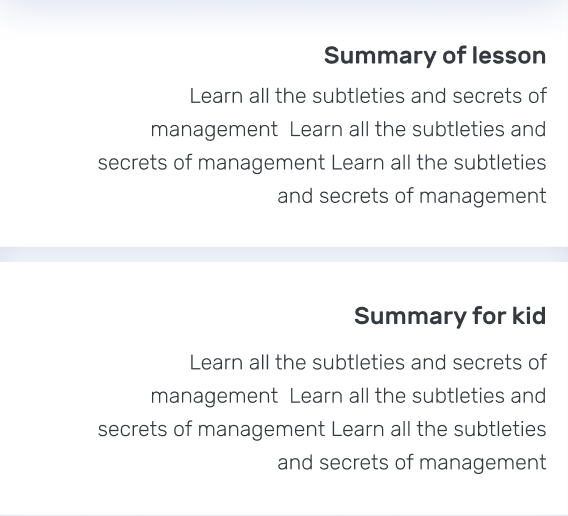 Summary of lesson
Learn all the subtleties and secrets of
management  Learn all the subtleties and
secrets of management Learn all the subtleties
and secrets of management
Summary for kid
Learn all the subtleties and secrets of
management  Learn all the subtleties and
secrets of management Learn all the subtleties
and secrets of management